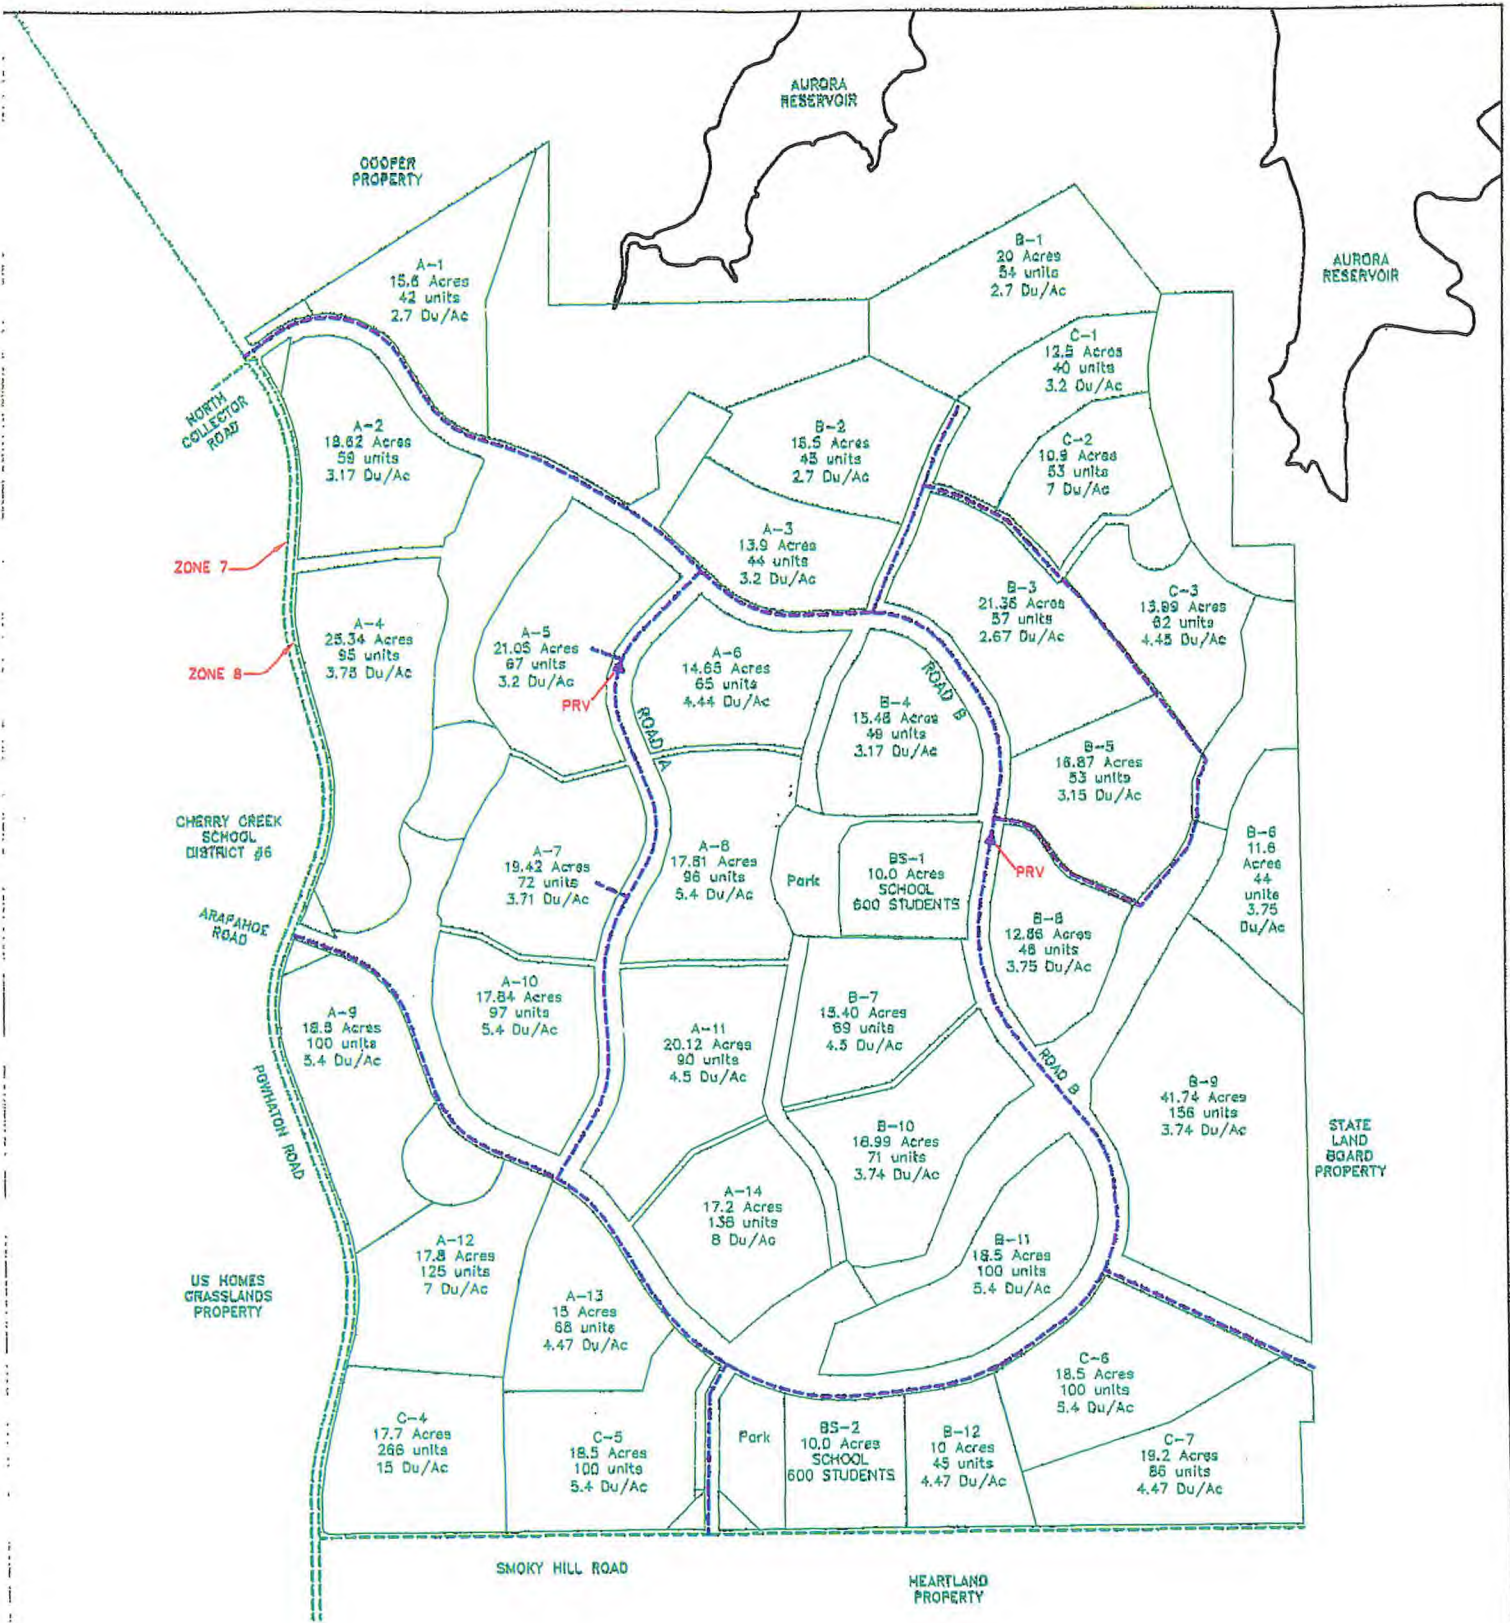 AURORA
RESERVOIR
COOPER
PROPERTY
AURORA
RESERVOIR
A-1
15.6 Acres
42 units
2.7 Du/Ac
B-1
20 Acres
54 units
2.7 Du/Ac
C-1
12.5 Acres
40 units
3.2 Du/Ac
NORTH
COLLECTOR
ROAD
A-2
18.62 Acres
59 units
3.17 Du/Ac
B-2
16.5 Acres
45 units
2.7 Du/Ac
C-2
10.9 Acres
53 units
7 Du/Ac
A-3
13.9 Acres
44 units
3.2 Du/Ac
ZONE 7
B-3
21.36 Acres
57 units
2.67 Du/Ac
C-3
13.99 Acres
62 units
4.45 Du/Ac
A-4
25.34 Acres
95 units
3.75 Du/Ac
A-5
21.05 Acres
67 units
3.2 Du/Ac
A-6
14.65 Acres
65 units
4.44 Du/Ac
ZONE 8
PRV
ROAD A
ROAD B
B-4
15.46 Acres
49 units
3.17 Du/Ac
B-5
16.87 Acres
53 units
3.15 Du/Ac
CHERRY CREEK
SCHOOL
DISTRICT #6
A-7
19.42 Acres
72 units
3.71 Du/Ac
A-8
17.81 Acres
96 units
5.4 Du/Ac
Park
BS-1
10.0 Acres
SCHOOL
600 STUDENTS
PRV
B-6
11.6
Acres
44
units
3.75
Du/Ac
ARAPAHOE
ROAD
B-8
12.86 Acres
48 units
3.75 Du/Ac
A-9
18.5 Acres
100 units
5.4 Du/Ac
A-10
17.84 Acres
97 units
5.4 Du/Ac
A-11
20.12 Acres
90 units
4.5 Du/Ac
B-7
15.40 Acres
69 units
4.5 Du/Ac
ROAD B
B-9
41.74 Acres
156 units
3.74 Du/Ac
POWHATON ROAD
B-10
18.99 Acres
71 units
3.74 Du/Ac
STATE
LAND
BOARD
PROPERTY
A-14
17.2 Acres
138 units
8 Du/Ac
A-12
17.8 Acres
125 units
7 Du/Ac
B-11
18.5 Acres
100 units
5.4 Du/Ac
US HOMES
GRASSLANDS
PROPERTY
A-13
15 Acres
68 units
4.47 Du/Ac
C-6
18.5 Acres
100 units
5.4 Du/Ac
C-4
17.7 Acres
266 units
15 Du/Ac
C-5
18.5 Acres
100 units
5.4 Du/Ac
Park
BS-2
10.0 Acres
SCHOOL
600 STUDENTS
B-12
10 Acres
45 units
4.47 Du/Ac
C-7
19.2 Acres
86 units
4.47 Du/Ac
SMOKY HILL ROAD
HEARTLAND
PROPERTY